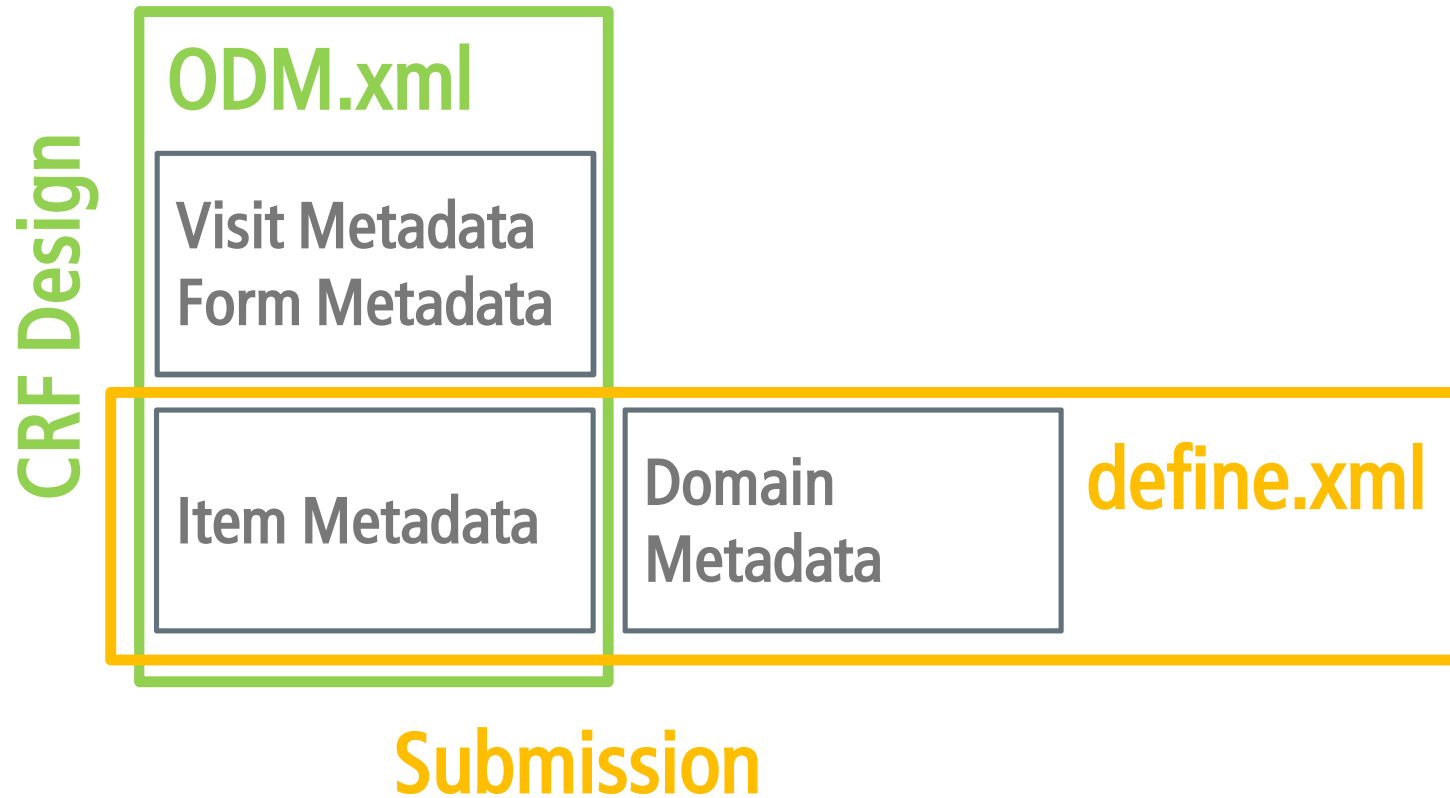 CRF Design
ODM.xml
Visit Metadata
Form Metadata
Item Metadata
Domain
Metadata
define.xml
Submission